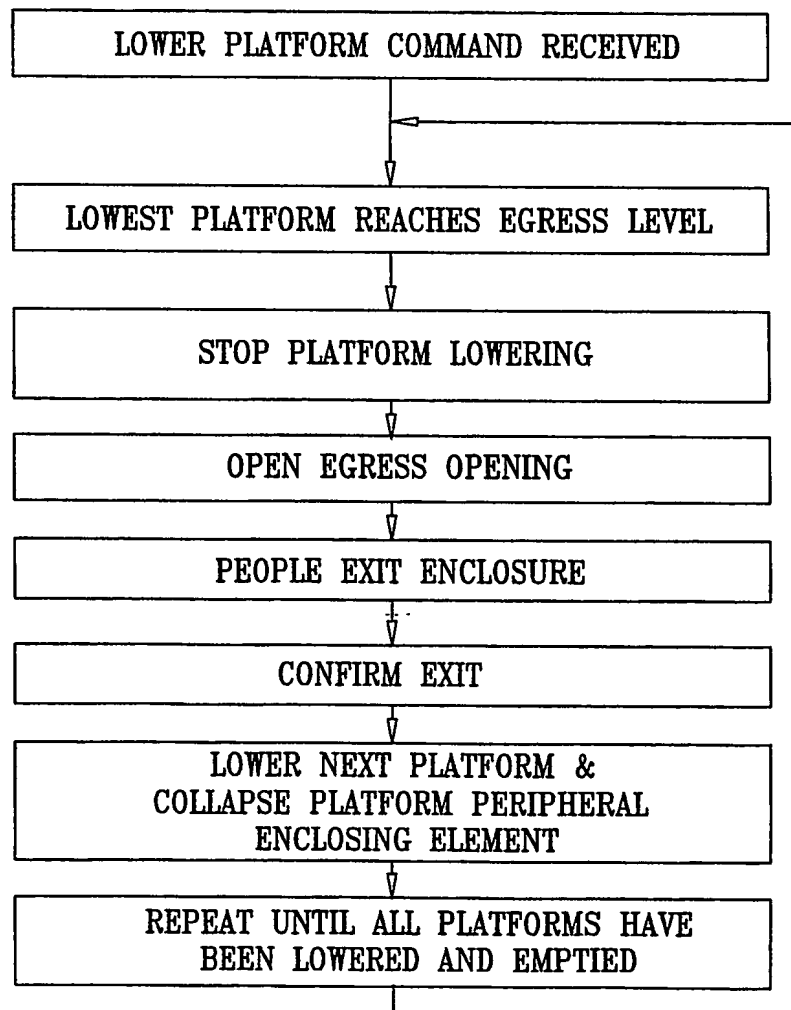 LOWER PLATFORM COMMAND RECEIVED
LOWEST PLATFORM REACHES EGRESS LEVEL
STOP PLATFORM LOWERING
OPEN EGRESS OPENING
PEOPLE EXIT ENCLOSURE
CONFIRM EXIT
LOWER NEXT PLATFORM &
COLLAPSE PLATFORM PERIPHERAL
ENCLOSING ELEMENT
REPEAT UNTIL ALL PLATFORMS HAVE
BEEN LOWERED AND EMPTIED